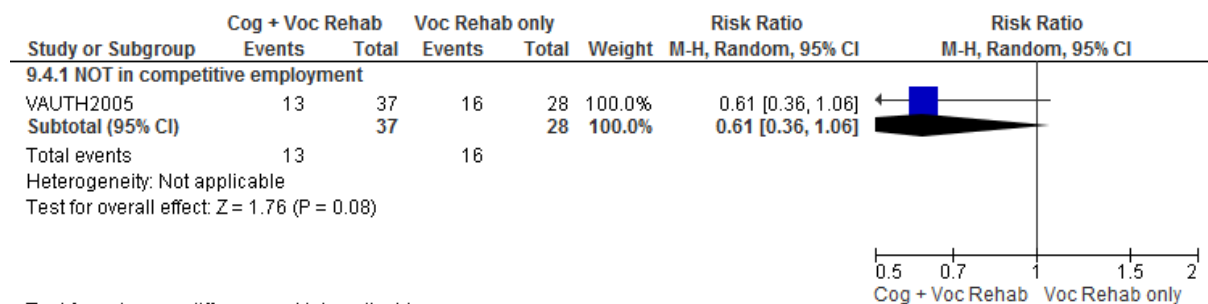 Cog + Voc Rehab Voc Rehab only Risk Ratio Risk Ratio
Study or Subgroup Events Total Events Total Weight M-H, Random, 95% CI M-H, Random, 95% CI
9.4.1 NOT in competitive employment
VAUTH2005 13 37 16 28 100.0% 0.61 [0.36, 1.06]
Subtotal (95% CI) 37 28 100.0% 0.61 [0.36, 1.06]
Total events 13 16
Heterogeneity: Not applicable
Test for overall effect: Z = 1.76 (P = 0.08)
0.5 0.7 1 1.5 2
Cog + Voc Rehab Voc Rehab only